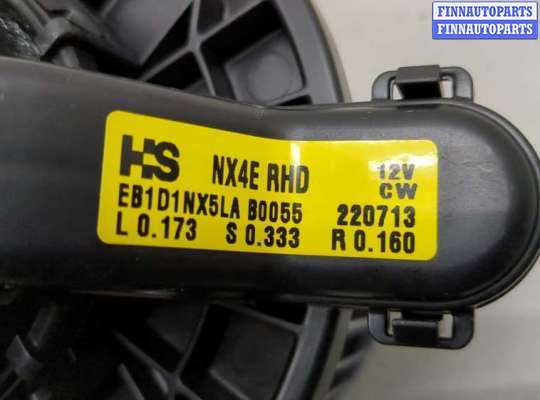 FINNAUTOPARTS
FINNAUTOPARTS
HS NX4E RHD 12V
CW
EB1D1NX5LA B0055 220713
L 0.173 S 0.333 R 0.160